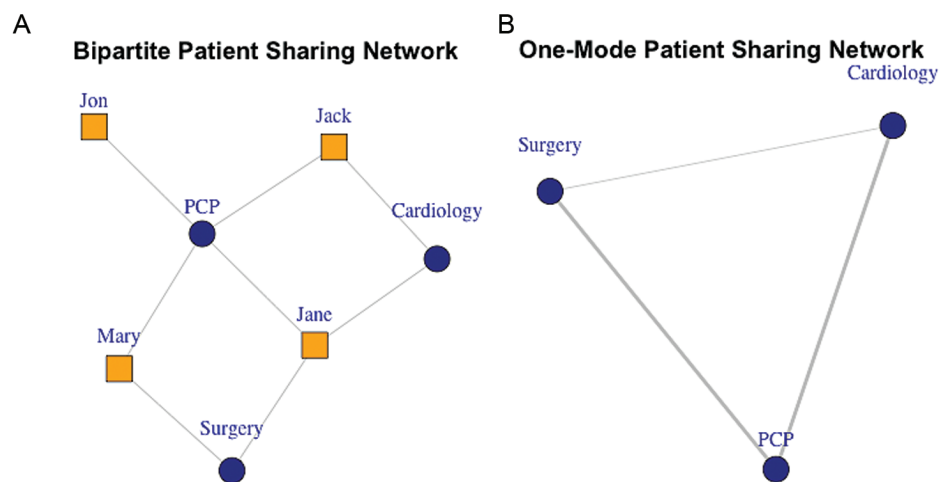 A
Bipartite Patient Sharing Network
Jon
Jack
PCP
Cardiology
Mary
Jane
Surgery
B
One-Mode Patient Sharing Network
Cardiology
Surgery
PCP